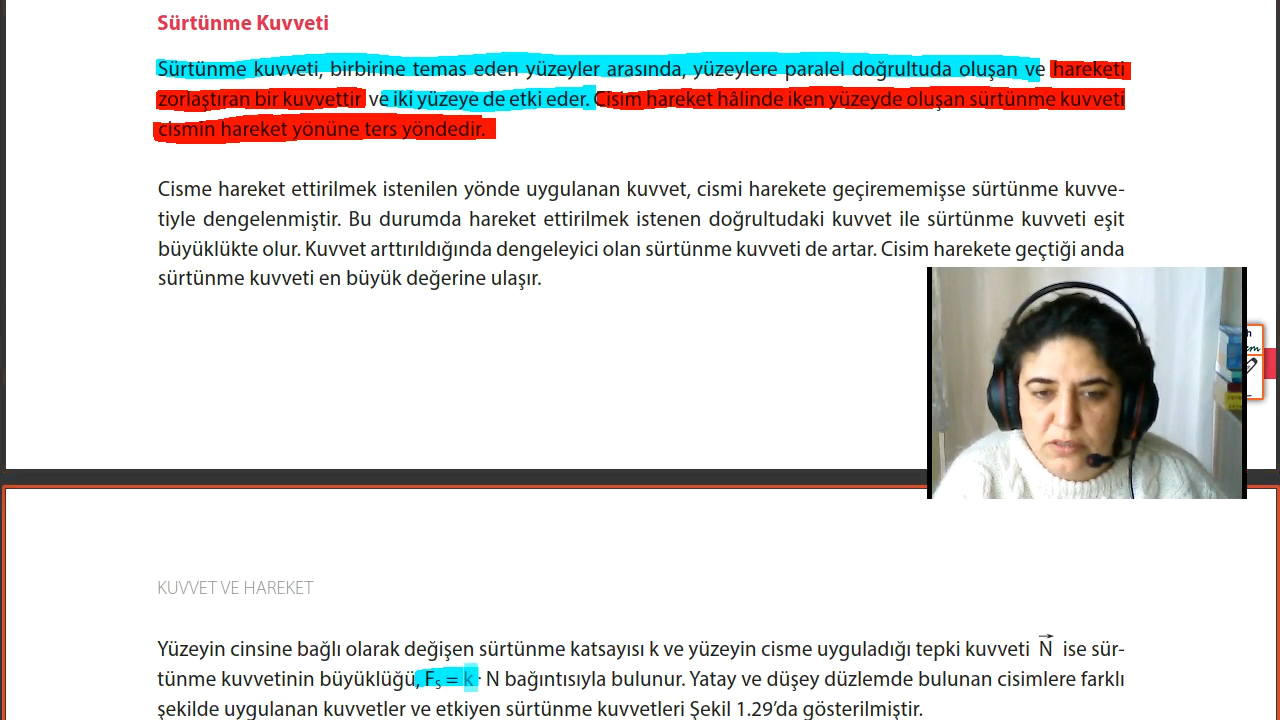 Sürtünme Kuvveti
Sürtünme kuvveti, birbirine temas eden yüzeyler arasında, yüzeylere paralel doğrultuda oluşan ve hareketi
zorlaştıran bir kuvvettir ve iki yüzeye de etki eder. Cisim hareket hâlinde iken yüzeyde oluşan sürtünme kuvveti
cismin hareket yönüne ters yöndedir.
Cisme hareket ettirilmek istenilen yönde uygulanan kuvvet, cismi harekete geçirememişse sürtünme kuvve-
tiyle dengelenmiştir. Bu durumda hareket ettirilmek istenen doğrultudaki kuvvet ile sürtünme kuvveti eşit
büyüklükte olur. Kuvvet arttırıldığında dengeleyici olan sürtünme kuvveti de artar. Cisim harekete geçtiği anda
sürtünme kuvveti en büyük değerine ulaşır.
KUVVET VE HAREKET
Yüzeyin cinsine bağlı olarak değişen sürtünme katsayısı k ve yüzeyin cisme uyguladığı tepki kuvveti N⃗ ise sür-
tünme kuvvetinin büyüklüğü, Fₛ = k · N bağıntısıyla bulunur. Yatay ve düşey düzlemde bulunan cisimlere farklı
şekilde uygulanan kuvvetler ve etkiyen sürtünme kuvvetleri Şekil 1.29’da gösterilmiştir.